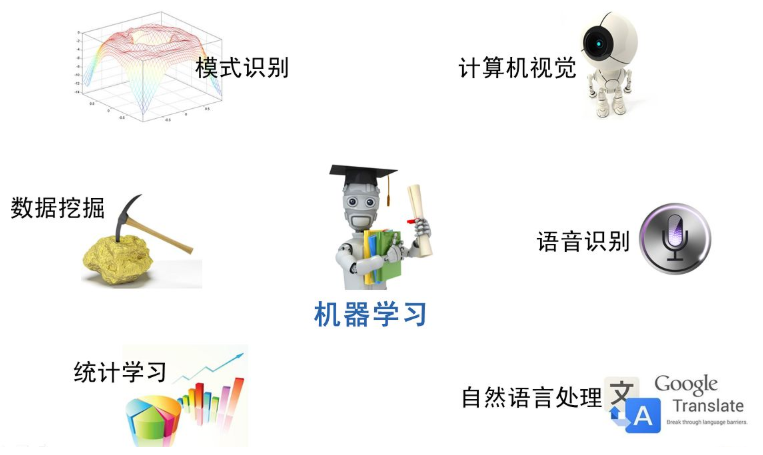 模式识别
计算机视觉
数据挖掘
语音识别
机器学习
统计学习
自然语言处理
文
A
Google
Translate
Break through language barriers.